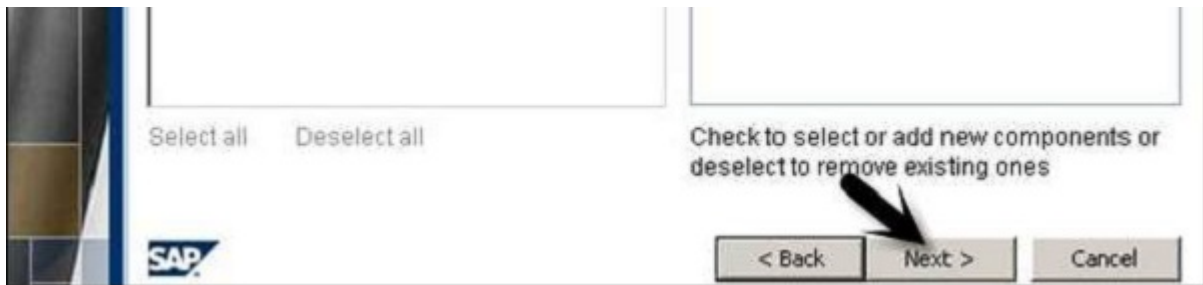 Select all Deselect all
Check to select or add new components or
deselect to remove existing ones
SAP
< Back Next > Cancel